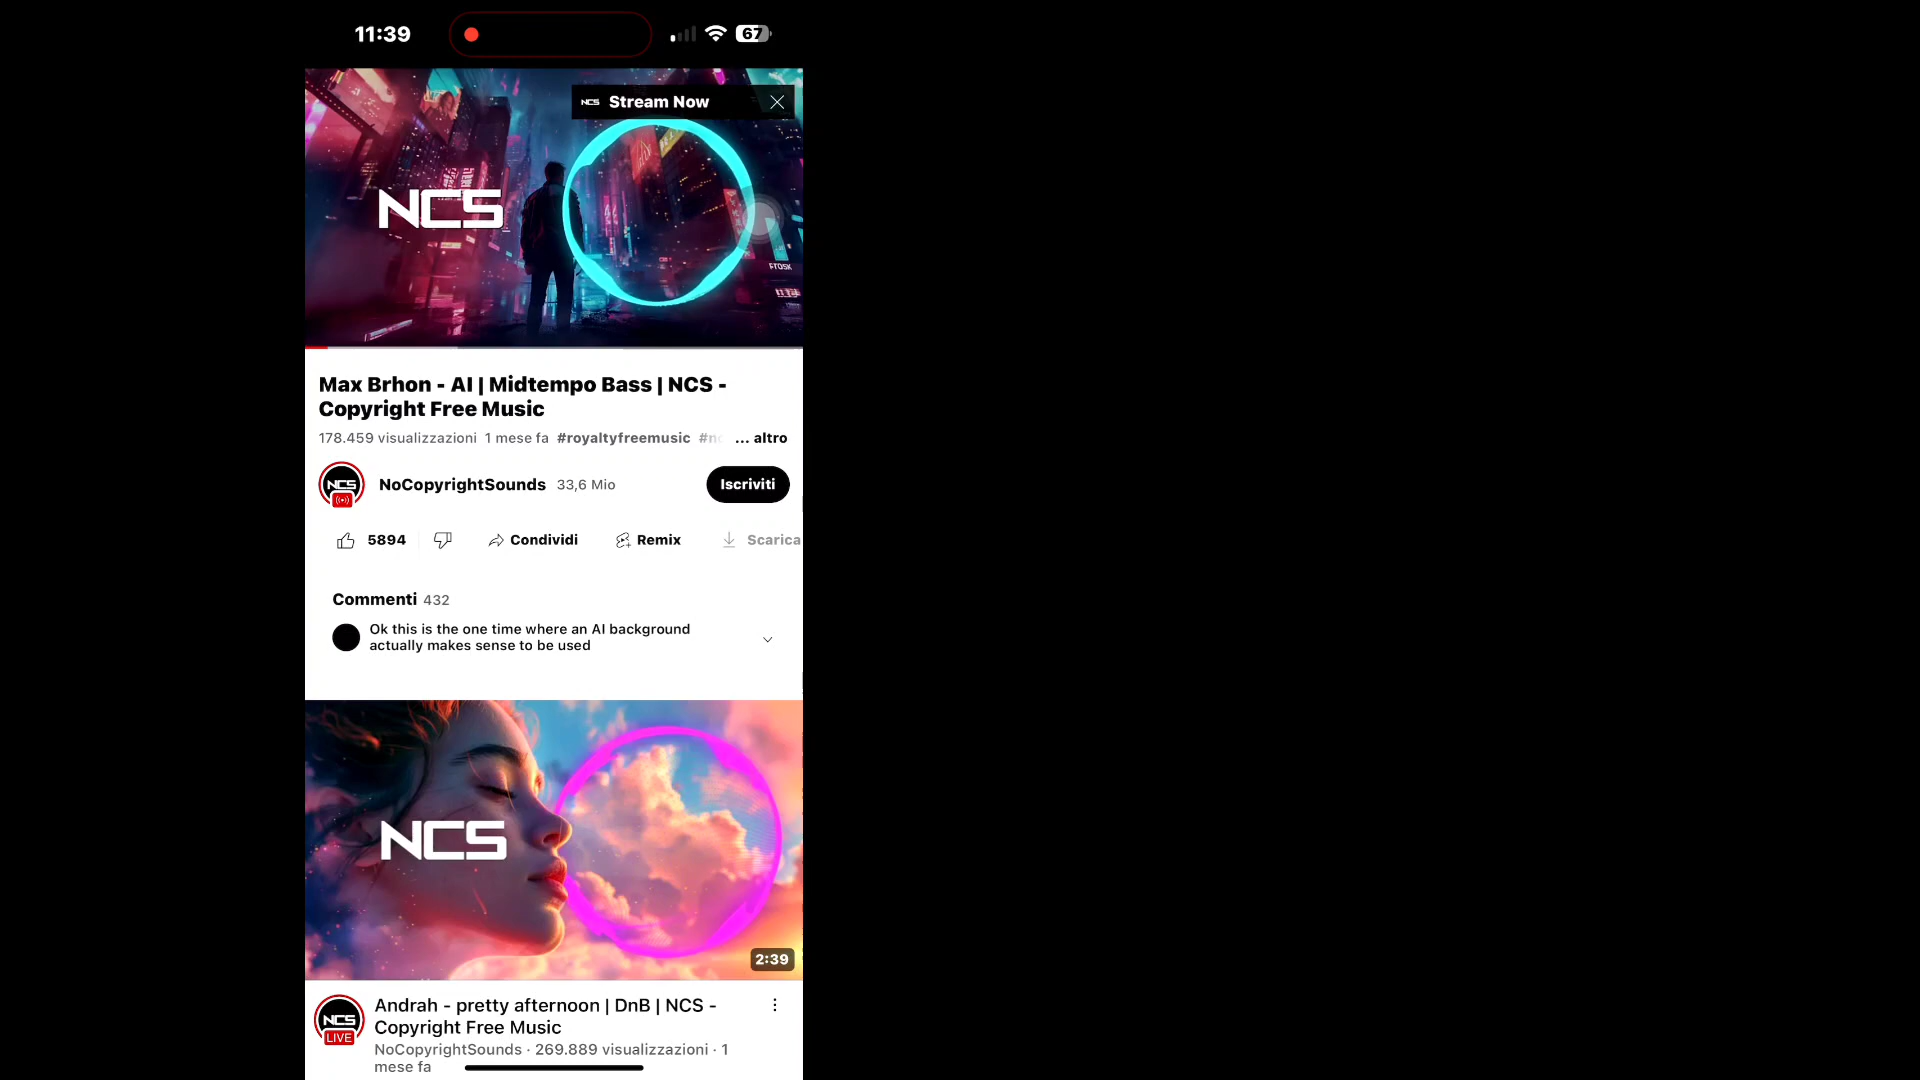 11:39
67
NCS Stream Now
NCS
FTOSK
Max Brhon - AI | Midtempo Bass | NCS -
Copyright Free Music
178.459 visualizzazioni 1 mese fa #royaltyfreemusic ... altro
NCS NoCopyrightSounds 33,6 Mio Iscriviti
5894 Condividi Remix Scarica
Commenti 432
Ok this is the one time where an AI background
actually makes sense to be used
NCS
2:39
NCS LIVE
Andrah - pretty afternoon | DnB | NCS -
Copyright Free Music
NoCopyrightSounds · 269.889 visualizzazioni · 1
mese fa